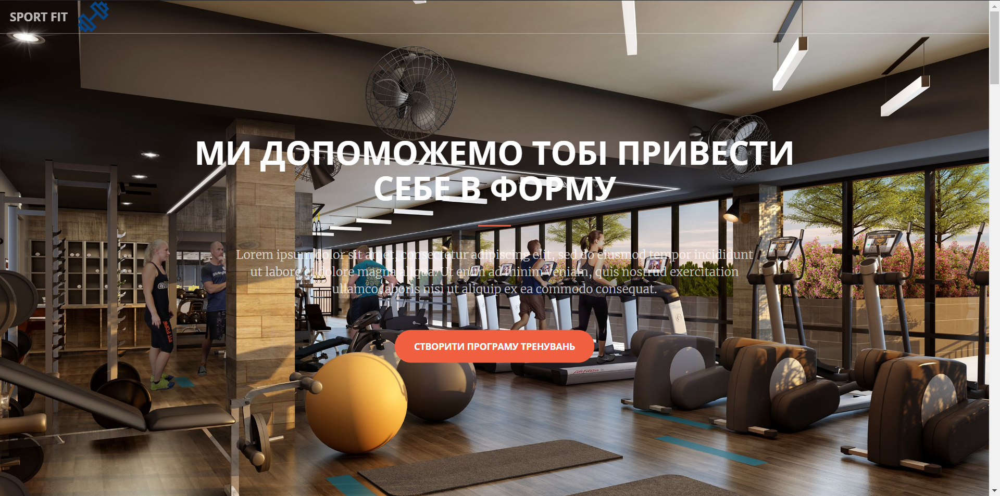 SPORT FIT
МИ ДОПОМОЖЕМО ТОБІ ПРИВЕСТИ
СЕБЕ В ФОРМУ
Lorem ipsum dolor sit amet, consectetur adipiscing elit, sed do eiusmod tempor incididunt
ut labore et dolore magna aliqua. Ut enim ad minim veniam, quis nostrud exercitation
ullamco laboris nisi ut aliquip ex ea commodo consequat.
СТВОРИТИ ПРОГРАМУ ТРЕНУВАНЬ
LifeFitness